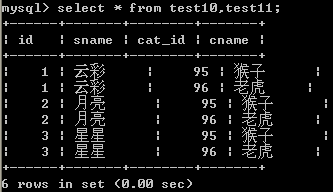 mysql> select * from test10,test11;
+------+-------+--------+-------+
| id | sname | cat_id | cname |
+------+-------+--------+-------+
| 1 | 云彩 | 95 | 猴子 |
| 1 | 云彩 | 96 | 老虎 |
| 2 | 月亮 | 95 | 猴子 |
| 2 | 月亮 | 96 | 老虎 |
| 3 | 星星 | 95 | 猴子 |
| 3 | 星星 | 96 | 老虎 |
+------+-------+--------+-------+
6 rows in set (0.00 sec)